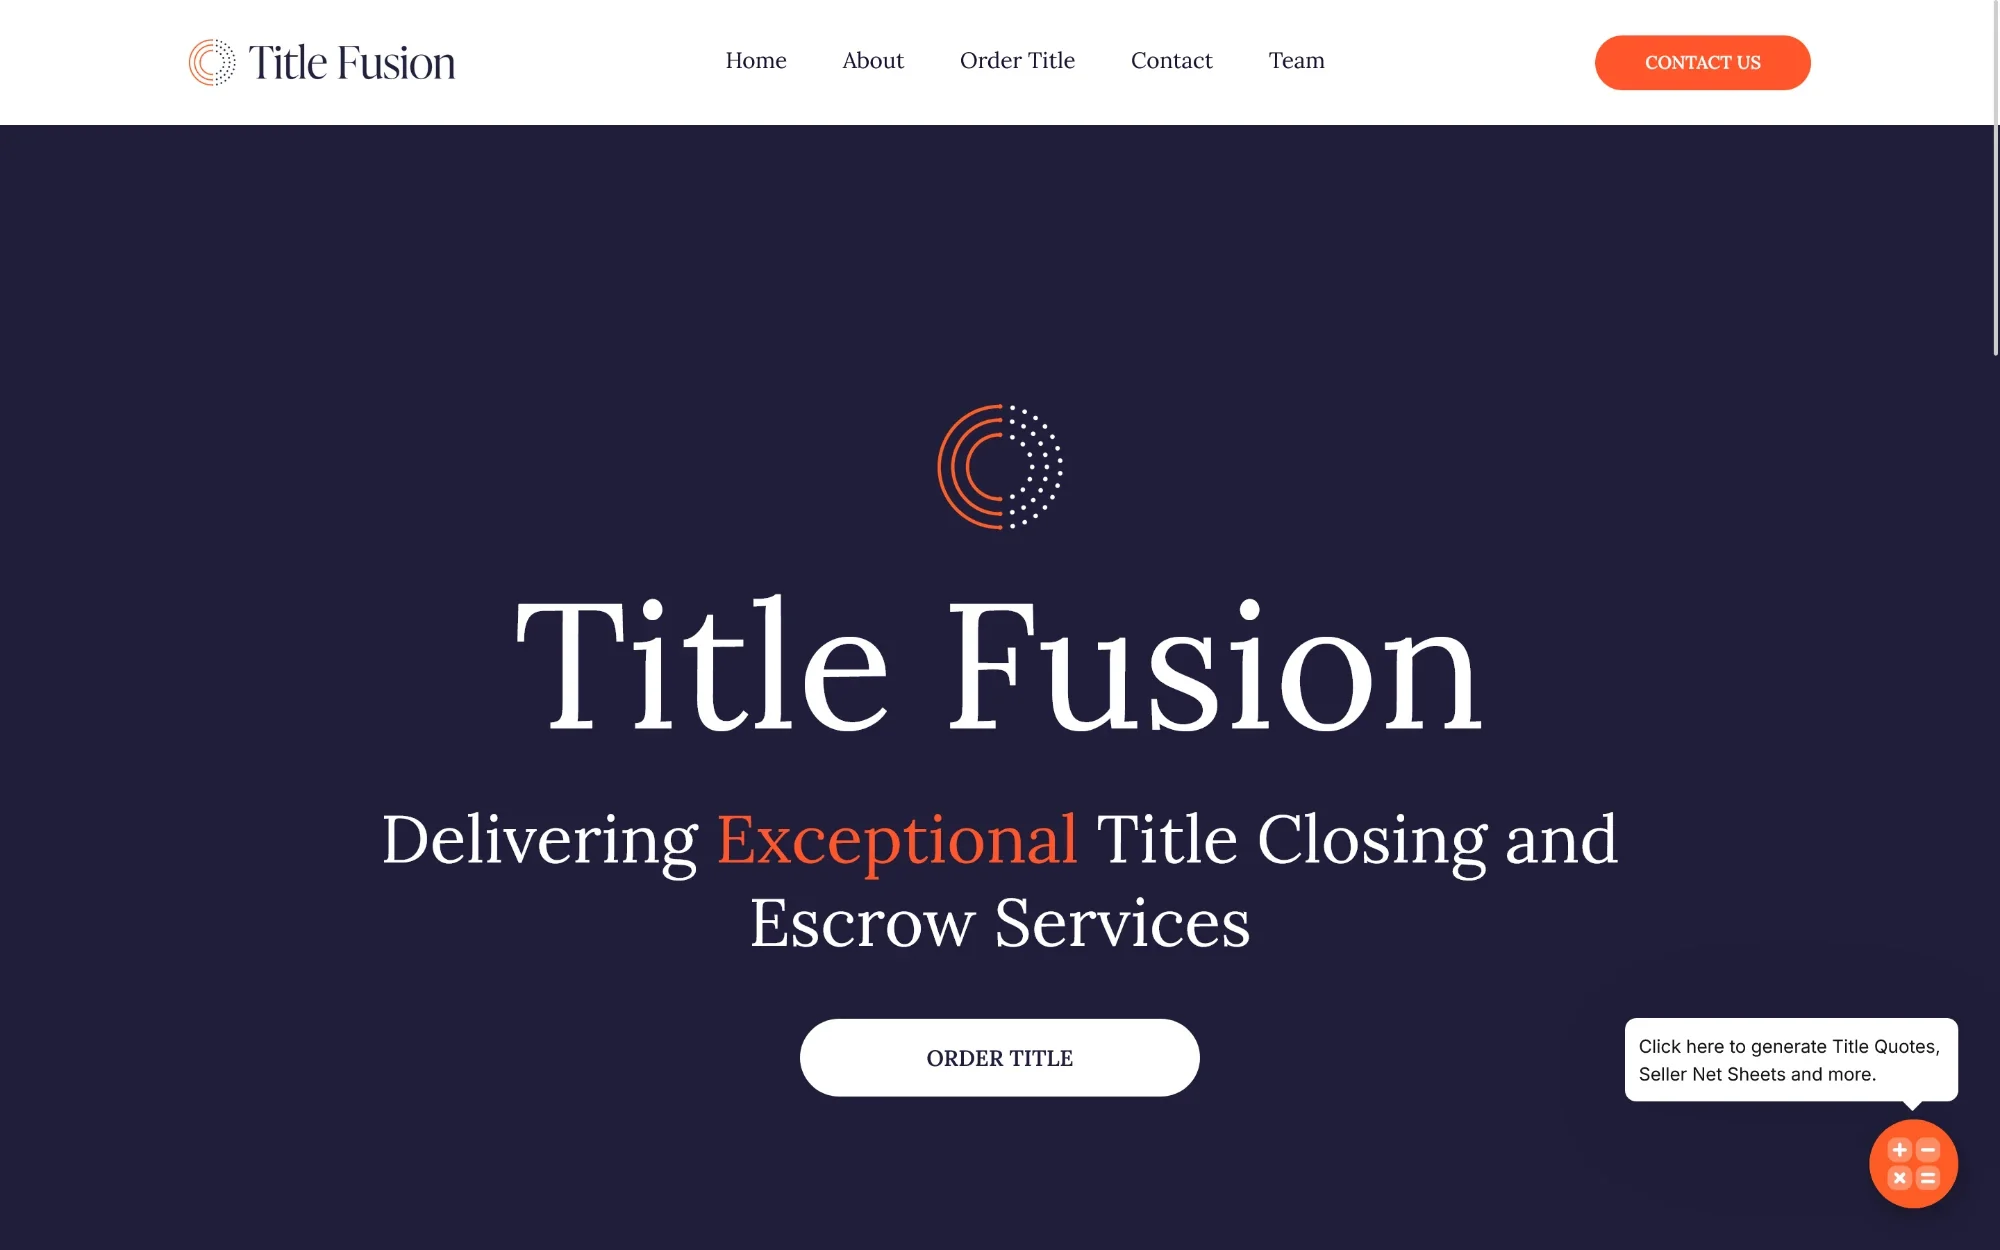 Title Fusion
Home
About
Order Title
Contact
Team
CONTACT US
Title Fusion
Delivering Exceptional Title Closing and
Escrow Services
ORDER TITLE
Click here to generate Title Quotes,
Seller Net Sheets and more.